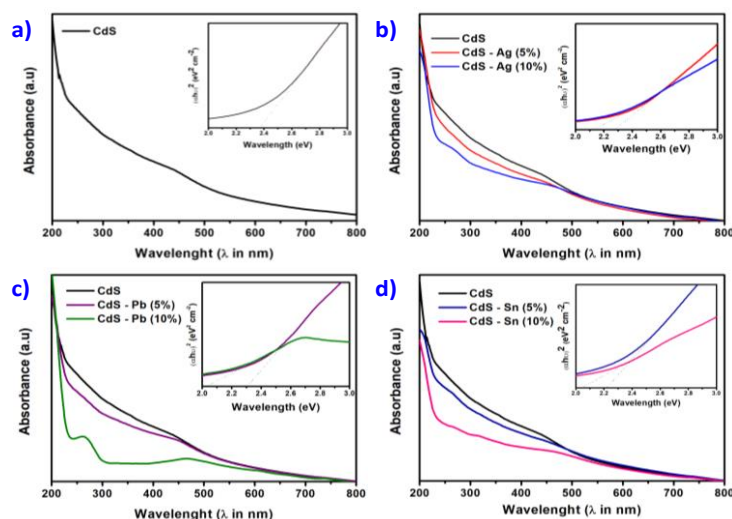 a)
CdS
(αhυ)² (eV² cm⁻²)
2.0 2.2 2.4 2.6 2.8 3.0
Wavelength (eV)
Absorbance (a.u)
200 300 400 500 600 700 800
Wavelenght (λ in nm)
b)
CdS
CdS - Ag (5%)
CdS - Ag (10%)
(αhυ)² (eV² cm⁻²)
2.0 2.2 2.4 2.6 2.8 3.0
Wavelength (eV)
Absorbance (a.u)
200 300 400 500 600 700 800
Wavelenght (λ in nm)
c)
CdS
CdS - Pb (5%)
CdS - Pb (10%)
(αhυ)² (eV² cm⁻²)
2.0 2.2 2.4 2.6 2.8 3.0
Wavelength (eV)
Absorbance (a.u)
200 300 400 500 600 700 800
Wavelenght (λ in nm)
d)
CdS
CdS - Sn (5%)
CdS - Sn (10%)
(αhυ)² (eV² cm-2)
2.0 2.2 2.4 2.6 2.8 3.0
Wavelength (eV)
Absorbance (a.u)
200 300 400 500 600 700 800
Wavelenght (λ in nm)